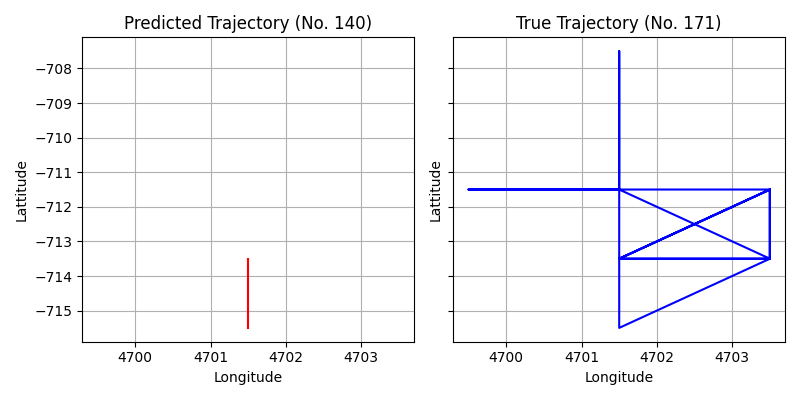 Predicted Trajectory (No. 140)
Lattitude
−708
−709
−710
−711
−712
−713
−714
−715
4700 4701 4702 4703
Longitude
True Trajectory (No. 171)
Lattitude
4700 4701 4702 4703
Longitude